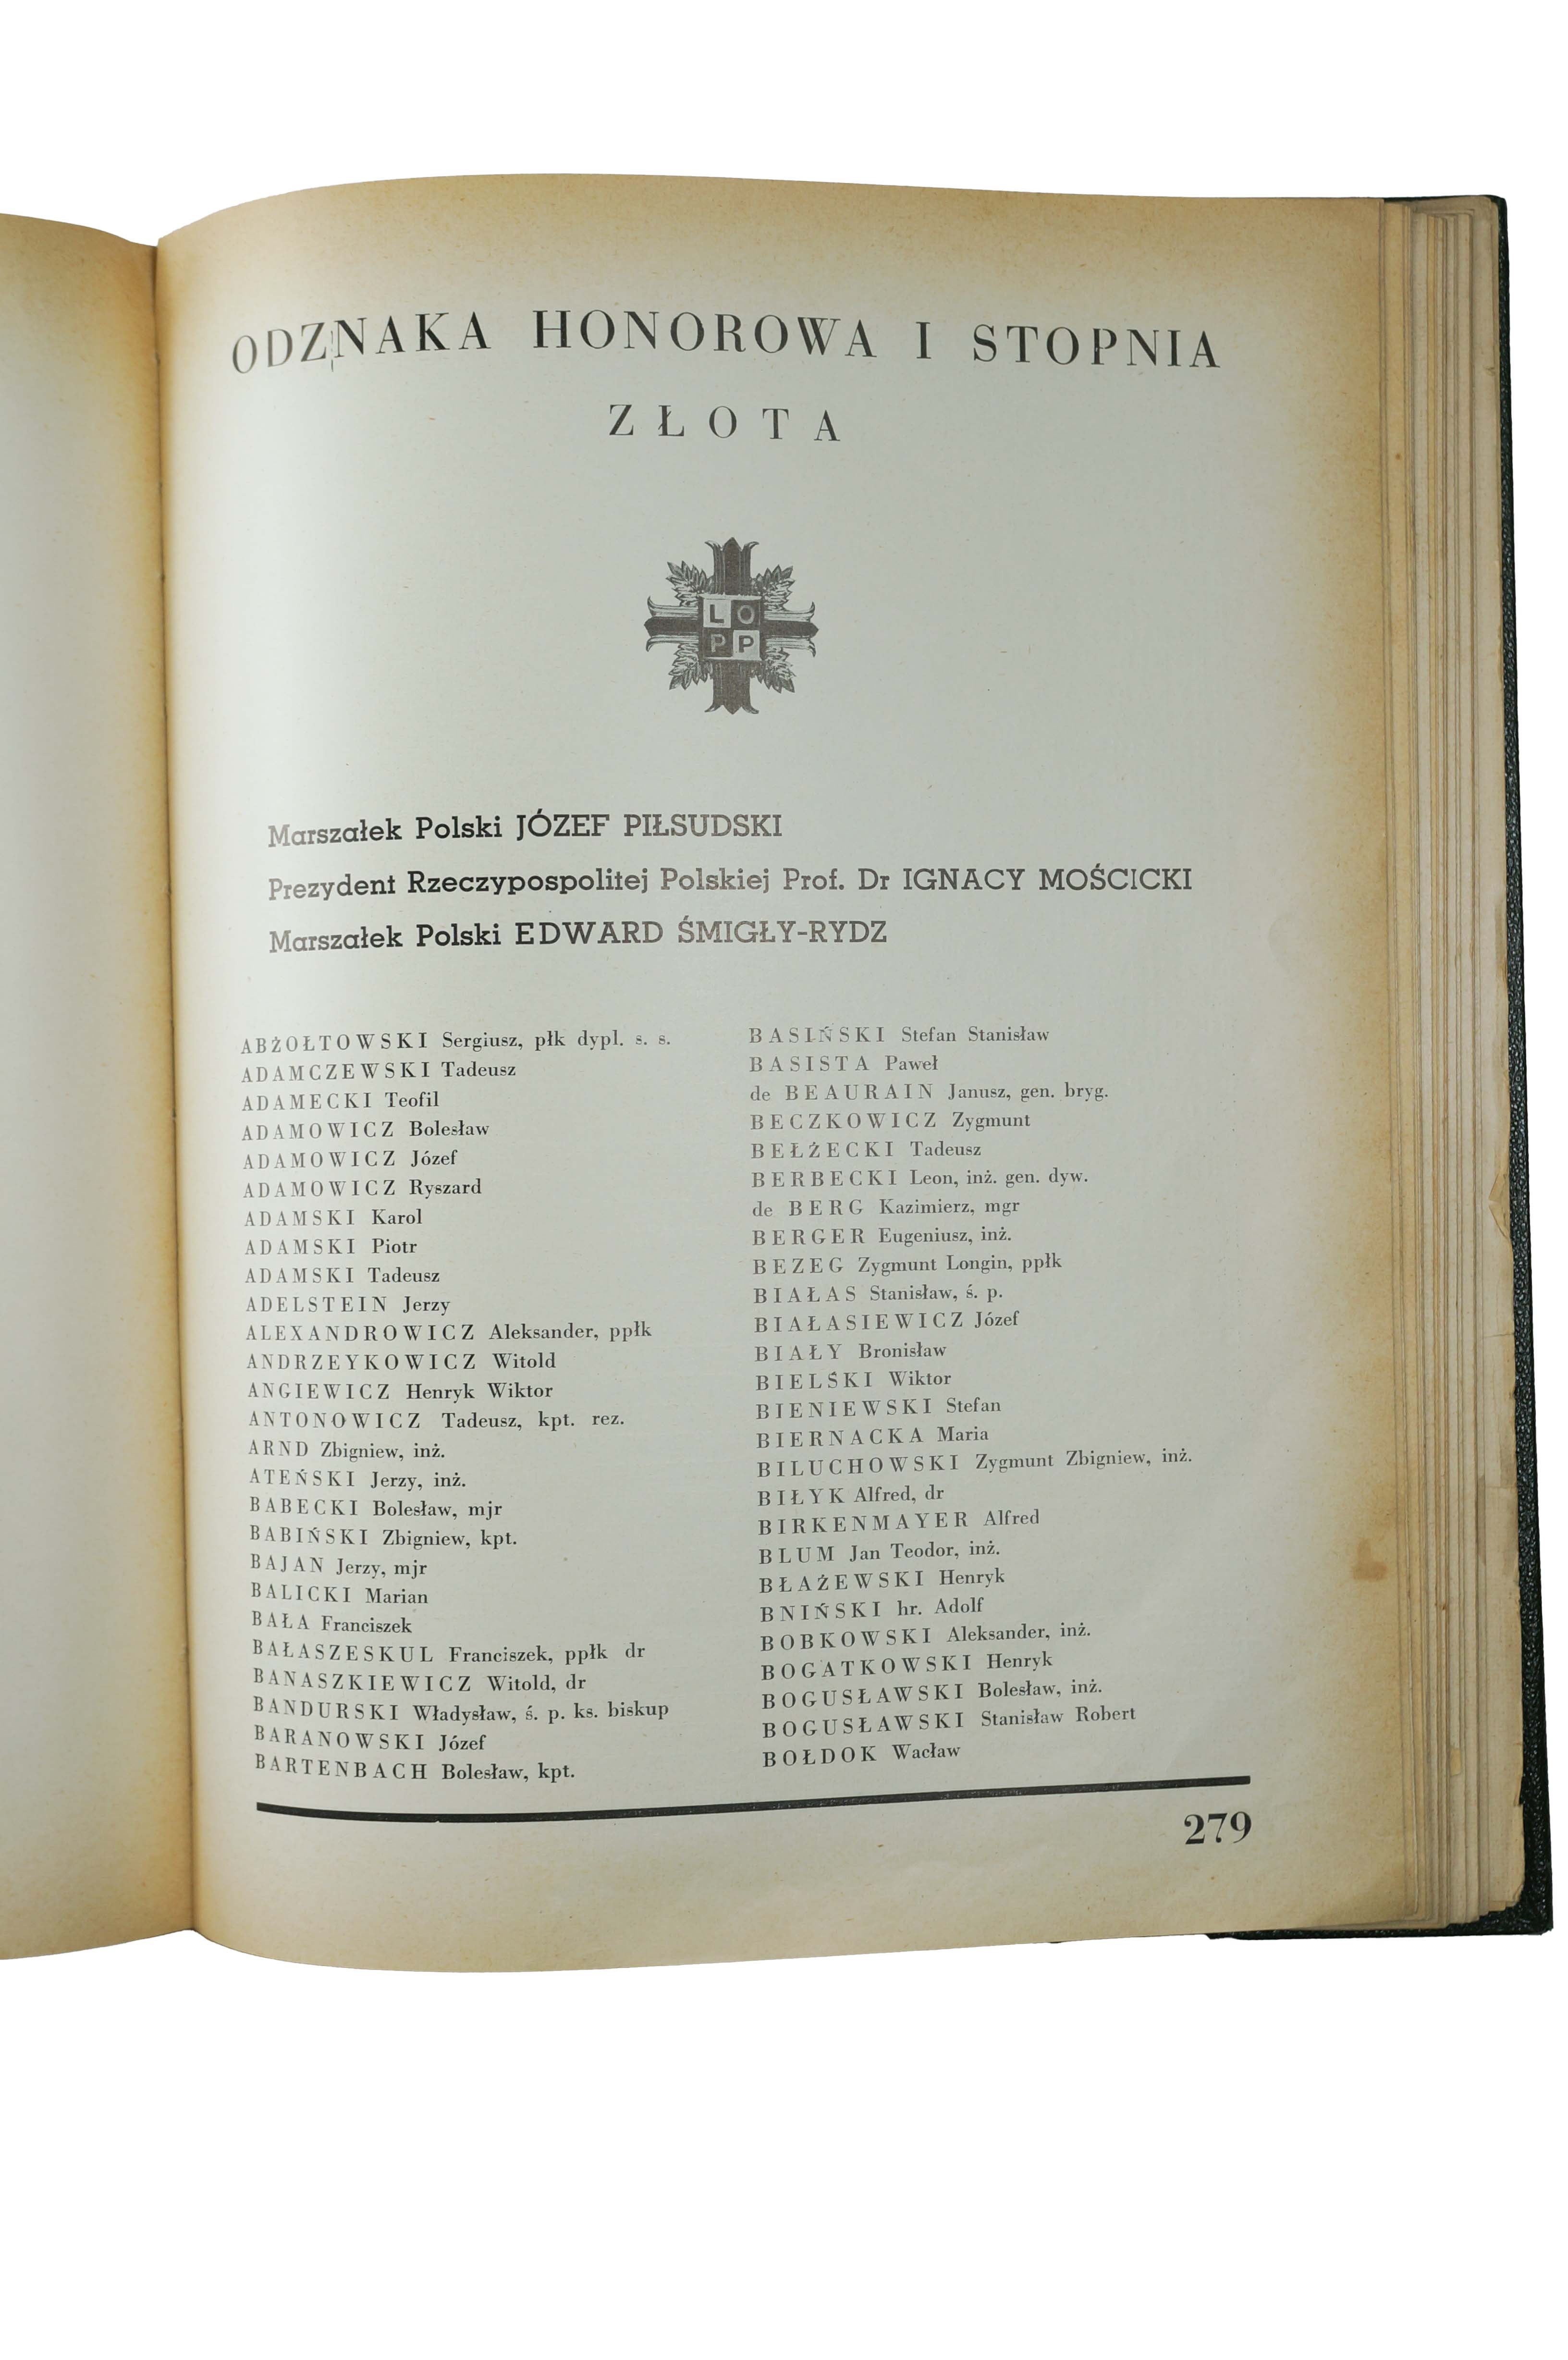 ODZNAKA HONOROWA I STOPNIA
ZŁOTA
LO
PP
Marszałek Polski JÓZEF PIŁSUDSKI
Prezydent Rzeczypospolitej Polskiej Prof. Dr IGNACY MOŚCICKI
Marszałek Polski EDWARD ŚMIGŁY-RYDZ
ABŻOŁTOWSKI Sergiusz, płk dypl. s. s.
ADAMCZEWSKI Tadeusz
ADAMECKI Teofil
ADAMOWICZ Bolesław
ADAMOWICZ Józef
ADAMOWICZ Ryszard
ADAMSKI Karol
ADAMSKI Piotr
ADAMSKI Tadeusz
ADELSTEIN Jerzy
ALEXANDROWICZ Aleksander, ppłk
ANDRZEYKOWICZ Witold
ANGIEWICZ Henryk Wiktor
ANTONOWICZ Tadeusz, kpt. rez.
ARND Zbigniew, inż.
ATEŃSKI Jerzy, inż.
BABECKI Bolesław, mjr
BABIŃSKI Zbigniew, kpt.
BAJAN Jerzy, mjr
BALICKI Marian
BAŁA Franciszek
BAŁASZESKUL Franciszek, ppłk dr
BANASZKIEWICZ Witold, dr
BANDURSKI Władysław, ś. p. ks. biskup
BARANOWSKI Józef
BARTENBACH Bolesław, kpt.
BASIŃSKI Stefan Stanisław
BASISTA Paweł
de BEAURAIN Janusz, gen. bryg.
BECZKOWICZ Zygmunt
BEŁŻECKI Tadeusz
BERBECKI Leon, inż. gen. dyw.
de BERG Kazimierz, mgr
BERGER Eugeniusz, inż.
BEZEG Zygmunt Longin, ppłk
BIAŁAS Stanisław, ś. p.
BIAŁASIEWICZ Józef
BIAŁY Bronisław
BIELSKI Wiktor
BIENIEWSKI Stefan
BIERNACKA Maria
BILUCHOWSKI Zygmunt Zbigniew, inż.
BIŁYK Alfred, dr
BIRKENMAYER Alfred
BLUM Jan Teodor, inż.
BŁAŻEWSKI Henryk
BNIŃSKI hr. Adolf
BOBKOWSKI Aleksander, inż.
BOGATKOWSKI Henryk
BOGUSŁAWSKI Bolesław, inż.
BOGUSŁAWSKI Stanisław Robert
BOŁDOK Wacław
279